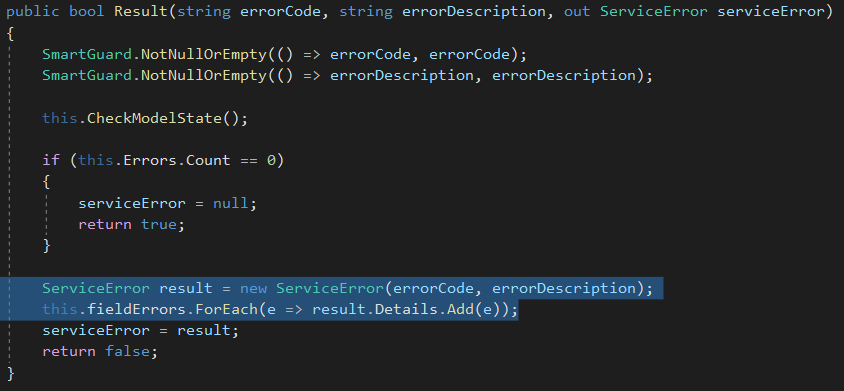 public bool Result(string errorCode, string errorDescription, out ServiceError serviceError)
{
    SmartGuard.NotNullOrEmpty(() => errorCode, errorCode);
    SmartGuard.NotNullOrEmpty(() => errorDescription, errorDescription);

    this.CheckModelState();

    if (this.Errors.Count == 0)
    {
        serviceError = null;
        return true;
    }

    ServiceError result = new ServiceError(errorCode, errorDescription);
    this.fieldErrors.ForEach(e => result.Details.Add(e));
    serviceError = result;
    return false;
}